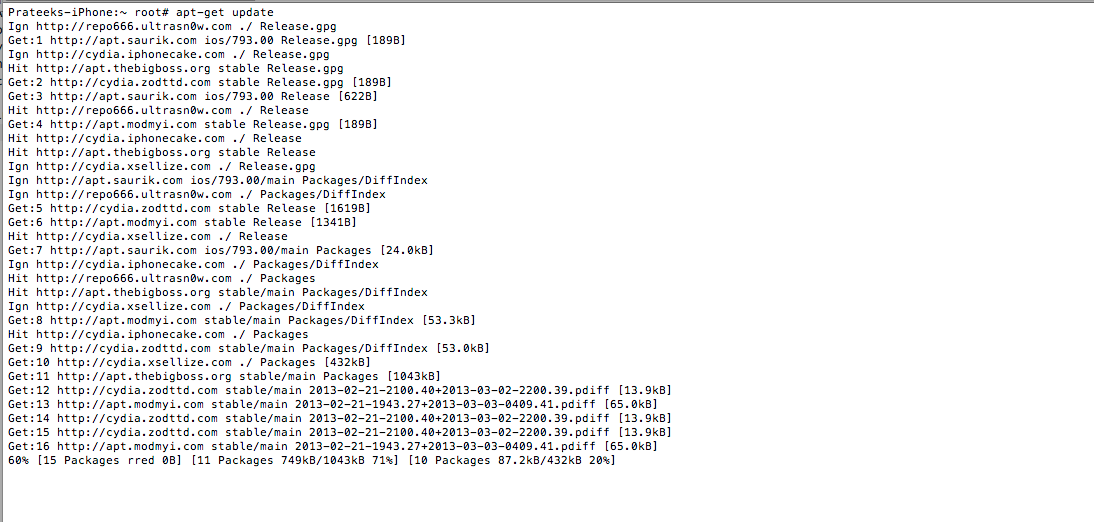 Prateeks-iPhone:~ root# apt-get update
Ign http://repo666.ultrasn0w.com ./ Release.gpg
Get:1 http://apt.saurik.com ios/793.00 Release.gpg [189B]
Ign http://cydia.iphonecake.com ./ Release.gpg
Hit http://apt.thebigboss.org stable Release.gpg
Get:2 http://cydia.zodttd.com stable Release.gpg [189B]
Get:3 http://apt.saurik.com ios/793.00 Release [622B]
Hit http://repo666.ultrasn0w.com ./ Release
Get:4 http://apt.modmyi.com stable Release.gpg [189B]
Hit http://cydia.iphonecake.com ./ Release
Hit http://apt.thebigboss.org stable Release
Ign http://cydia.xsellize.com ./ Release.gpg
Ign http://apt.saurik.com ios/793.00/main Packages/DiffIndex
Ign http://repo666.ultrasn0w.com ./ Packages/DiffIndex
Get:5 http://cydia.zodttd.com stable Release [1619B]
Get:6 http://apt.modmyi.com stable Release [1341B]
Hit http://cydia.xsellize.com ./ Release
Get:7 http://apt.saurik.com ios/793.00/main Packages [24.0kB]
Ign http://cydia.iphonecake.com ./ Packages/DiffIndex
Hit http://repo666.ultrasn0w.com ./ Packages
Hit http://apt.thebigboss.org stable/main Packages/DiffIndex
Ign http://cydia.xsellize.com ./ Packages/DiffIndex
Get:8 http://apt.modmyi.com stable/main Packages/DiffIndex [53.3kB]
Hit http://cydia.iphonecake.com ./ Packages
Get:9 http://cydia.zodttd.com stable/main Packages/DiffIndex [53.0kB]
Get:10 http://cydia.xsellize.com ./ Packages [432kB]
Get:11 http://apt.thebigboss.org stable/main Packages [1043kB]
Get:12 http://cydia.zodttd.com stable/main 2013-02-21-2100.40+2013-03-02-2200.39.pdiff [13.9kB]
Get:13 http://apt.modmyi.com stable/main 2013-02-21-1943.27+2013-03-03-0409.41.pdiff [65.0kB]
Get:14 http://cydia.zodttd.com stable/main 2013-02-21-2100.40+2013-03-02-2200.39.pdiff [13.9kB]
Get:15 http://cydia.zodttd.com stable/main 2013-02-21-2100.40+2013-03-02-2200.39.pdiff [13.9kB]
Get:16 http://apt.modmyi.com stable/main 2013-02-21-1943.27+2013-03-03-0409.41.pdiff [65.0kB]
60% [15 Packages rred 0B] [11 Packages 749kB/1043kB 71%] [10 Packages 87.2kB/432kB 20%]